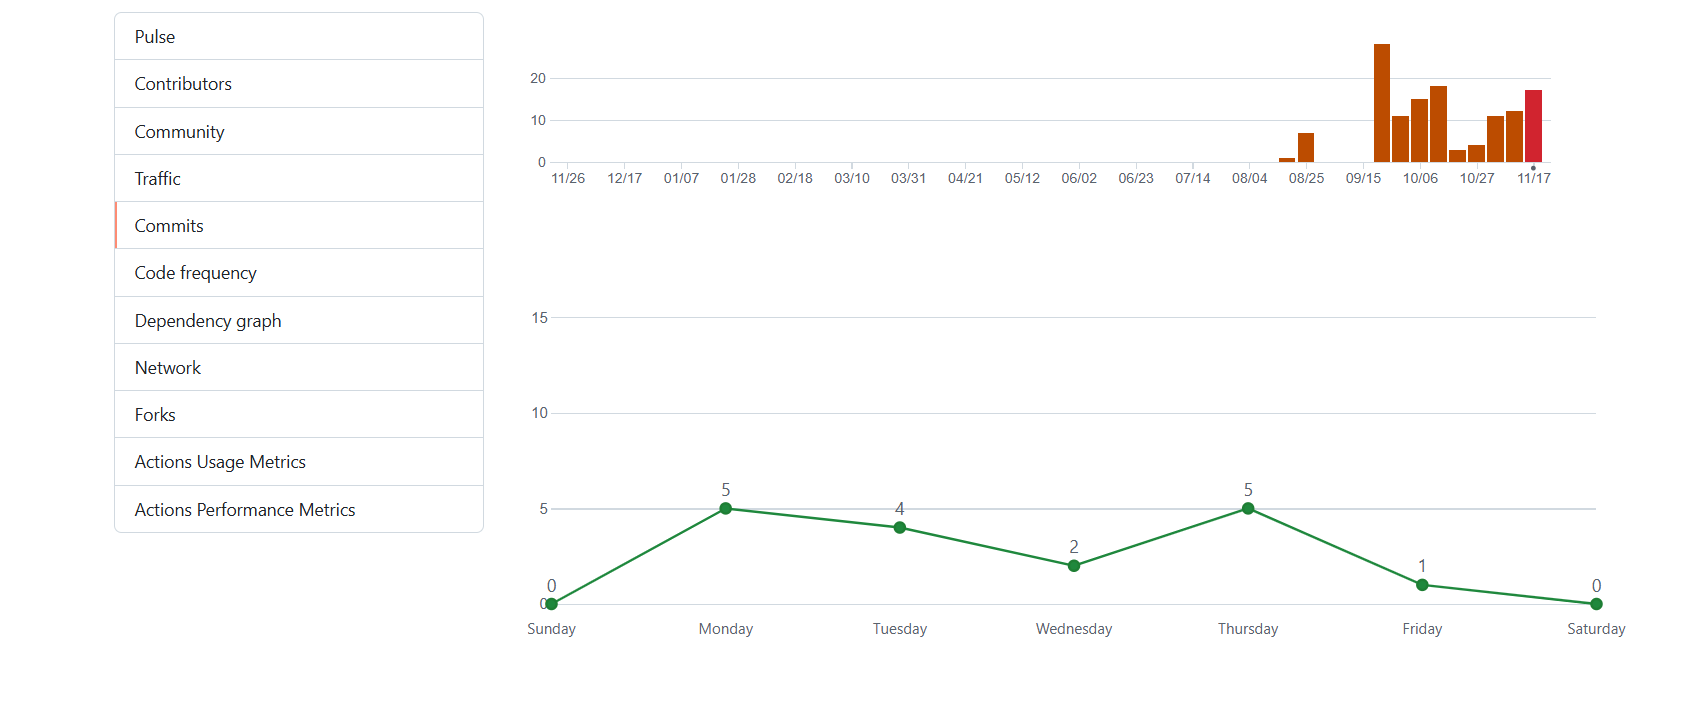 Pulse
Contributors
Community
Traffic
Commits
Code frequency
Dependency graph
Network
Forks
Actions Usage Metrics
Actions Performance Metrics
20
10
0
11/26 12/17 01/07 01/28 02/18 03/10 03/31 04/21 05/12 06/02 06/23 07/14 08/04 08/25 09/15 10/06 10/27 11/17
15
10
5
0
0 5 4 2 5 1 0
Sunday Monday Tuesday Wednesday Thursday Friday Saturday